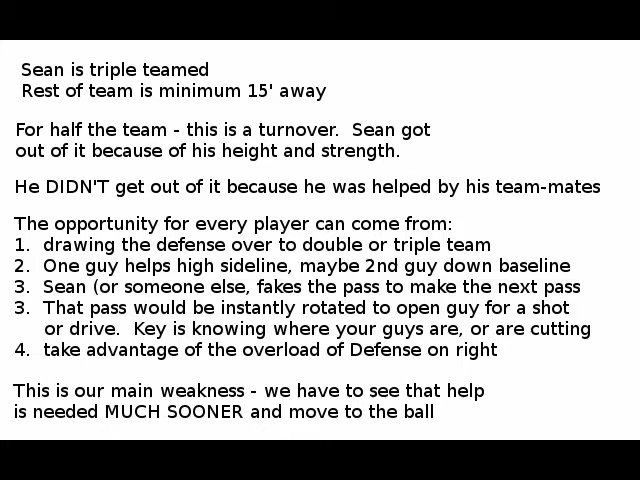 Sean is triple teamed
Rest of team is minimum 15' away
For half the team - this is a turnover.  Sean got
out of it because of his height and strength.
He DIDN'T get out of it because he was helped by his team-mates
The opportunity for every player can come from:
1.  drawing the defense over to double or triple team
2.  One guy helps high sideline, maybe 2nd guy down baseline
3.  Sean (or someone else, fakes the pass to make the next pass
3.  That pass would be instantly rotated to open guy for a shot
or drive.  Key is knowing where your guys are, or are cutting
4.  take advantage of the overload of Defense on right
This is our main weakness - we have to see that help
is needed MUCH SOONER and move to the ball